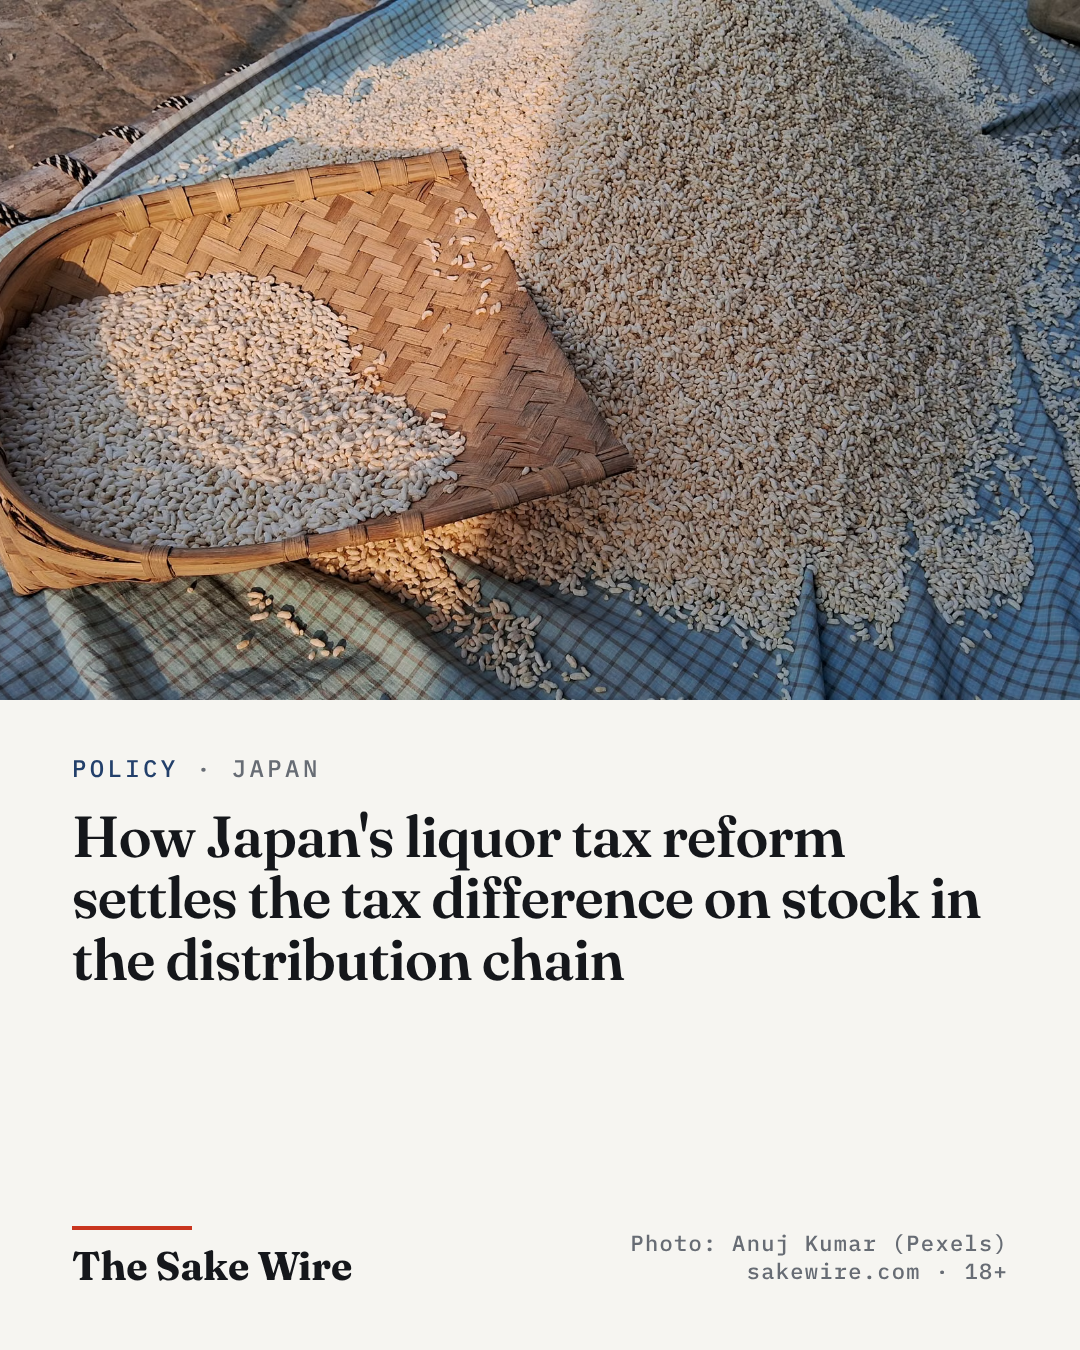 POLICY · JAPAN
How Japan's liquor tax reform
settles the tax difference on stock in
the distribution chain
The Sake Wire
Photo: Anuj Kumar (Pexels)
sakewire.com · 18+